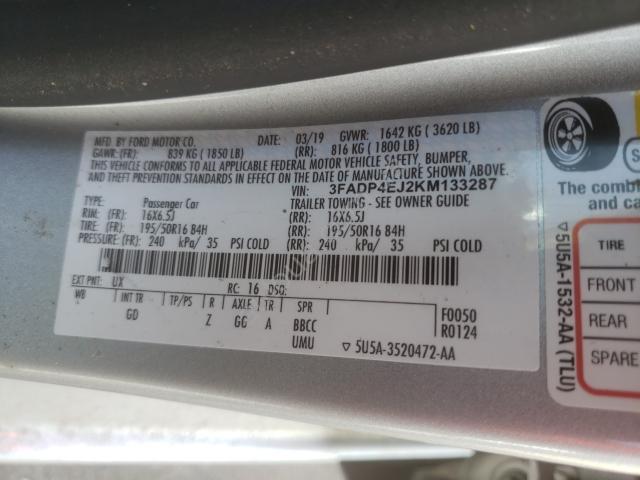 MFD. BY FORD MOTOR CO. DATE: 03/19 GVWR: 1642 KG ( 3620 LB)
GAWR: (FR): 839 KG ( 1850 LB) (RR): 816 KG ( 1800 LB)
THIS VEHICLE CONFORMS TO ALL APPLICABLE FEDERAL MOTOR VEHICLE SAFETY, BUMPER,
AND THEFT PREVENTION STANDARDS IN EFFECT ON THE DATE OF MANUFACTURE SHOWN ABOVE.
VIN: 3FADP4EJ2KM133287
TYPE: Passenger Car TRAILER TOWING - SEE OWNER GUIDE
RIM: (FR): 16X6.5J (RR): 16X6.5J
TIRE: (FR): 195/50R16 84H (RR): 195/50R16 84H
PRESSURE: (FR): 240 kPa/ 35 PSI COLD (RR): 240 kPa/ 35 PSI COLD
EXT PNT: UX RC: 16 DSO:
WB INT TR TP/PS R AXLE TR SPR
GD Z GG A BBCC
UMU
F0050
R0124
▽ 5U5A-3520472-AA
The combi
and ca
▽5U5A-1532-AA (TLU)
TIRE
FRONT
REAR
SPARE